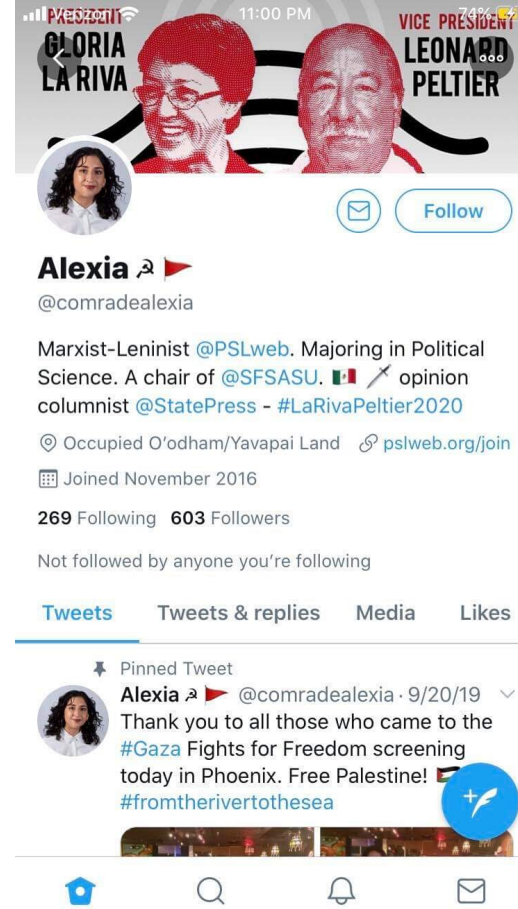 Verizon
11:00 PM
74%
PRESIDENT
GLORIA
LA RIVA
VICE PRESIDENT
LEONARD
PELTIER
Follow
Alexia ☭ 🚩
@comradealexia
Marxist-Leninist @PSLweb. Majoring in Political
Science. A chair of @SFSASU. 🇲🇽 🗡 opinion
columnist @StatePress - #LaRivaPeltier2020
Occupied O'odham/Yavapai Land pslweb.org/join
Joined November 2016
269 Following 603 Followers
Not followed by anyone you're following
Tweets Tweets & replies Media Likes
Pinned Tweet
Alexia ☭ 🚩 @comradealexia · 9/20/19
Thank you to all those who came to the
#Gaza Fights for Freedom screening
today in Phoenix. Free Palestine! 🇵🇸
#fromtherivertothesea